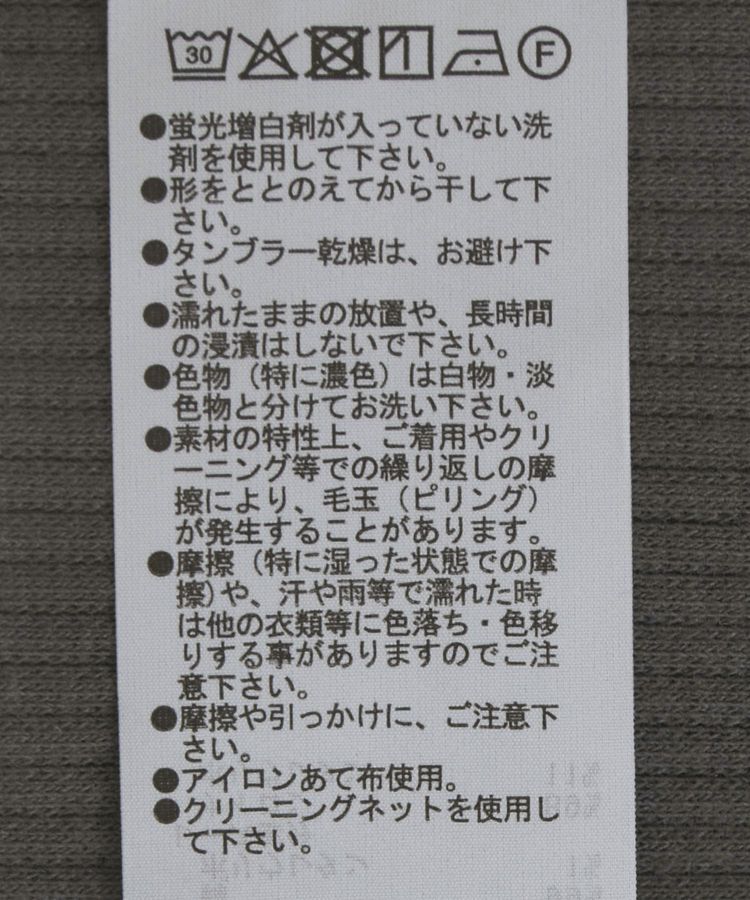 30 F
●蛍光増白剤が入っていない洗
剤を使用して下さい。
●形をととのえてから干して下
さい。
●タンブラー乾燥は、お避け下
さい。
●濡れたままの放置や、長時間
の浸漬はしないで下さい。
●色物（特に濃色）は白物・淡
色物と分けてお洗い下さい。
●素材の特性上、ご着用やクリ
ーニング等での繰り返しの摩
擦により、毛玉（ピリング）
が発生することがあります。
●摩擦（特に湿った状態での摩
擦)や、汗や雨等で濡れた時
は他の衣類等に色落ち・色移
りする事がありますのでご注
意下さい。
●摩擦や引っかけに、ご注意下
さい。
●アイロンあて布使用。
●クリーニングネットを使用し
て下さい。